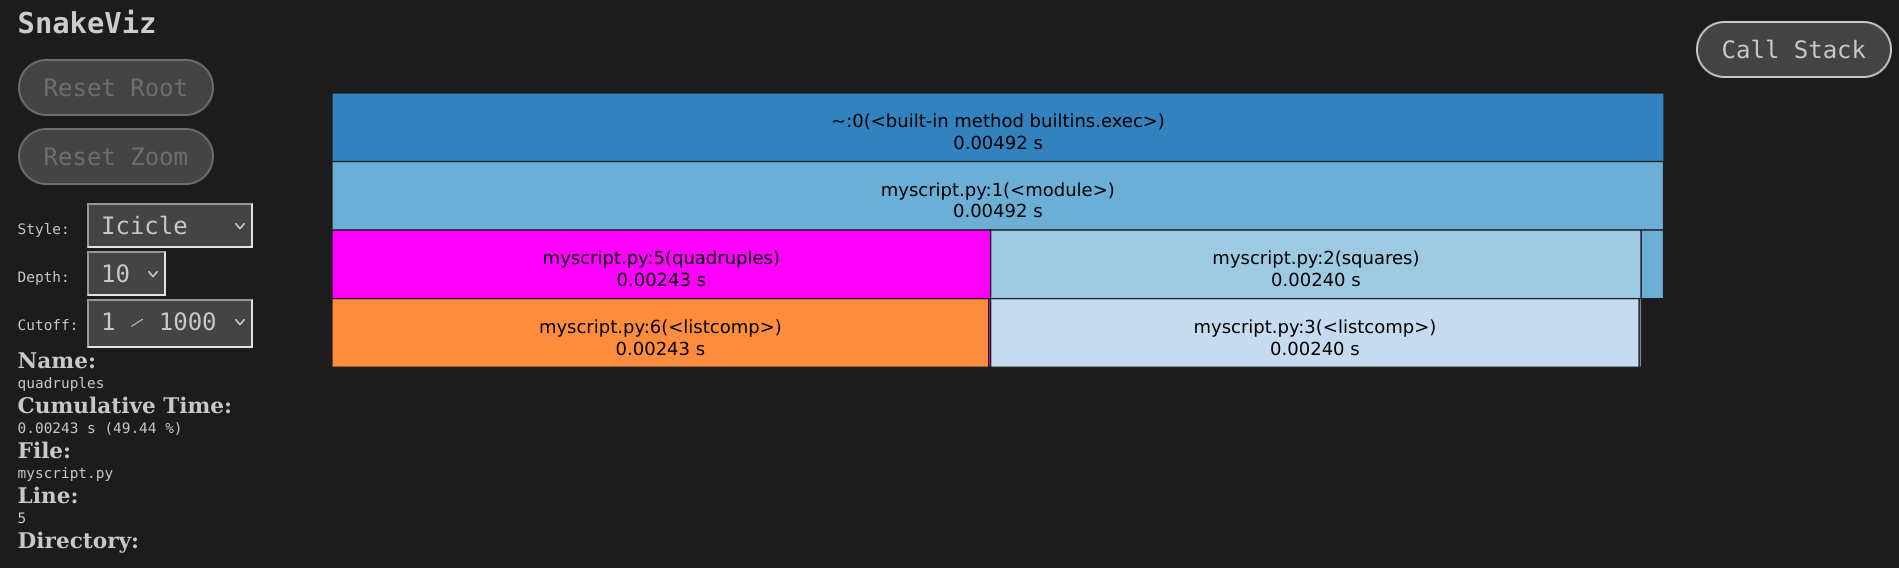 SnakeViz
Call Stack
Reset Root
Reset Zoom
Style: Icicle
Depth: 10
Cutoff: 1 / 1000
Name:
quadruples
Cumulative Time:
0.00243 s (49.44 %)
File:
myscript.py
Line:
5
Directory:
~:0(<built-in method builtins.exec>)
0.00492 s
myscript.py:1(<module>)
0.00492 s
myscript.py:5(quadruples)
0.00243 s
myscript.py:2(squares)
0.00240 s
myscript.py:6(<listcomp>)
0.00243 s
myscript.py:3(<listcomp>)
0.00240 s